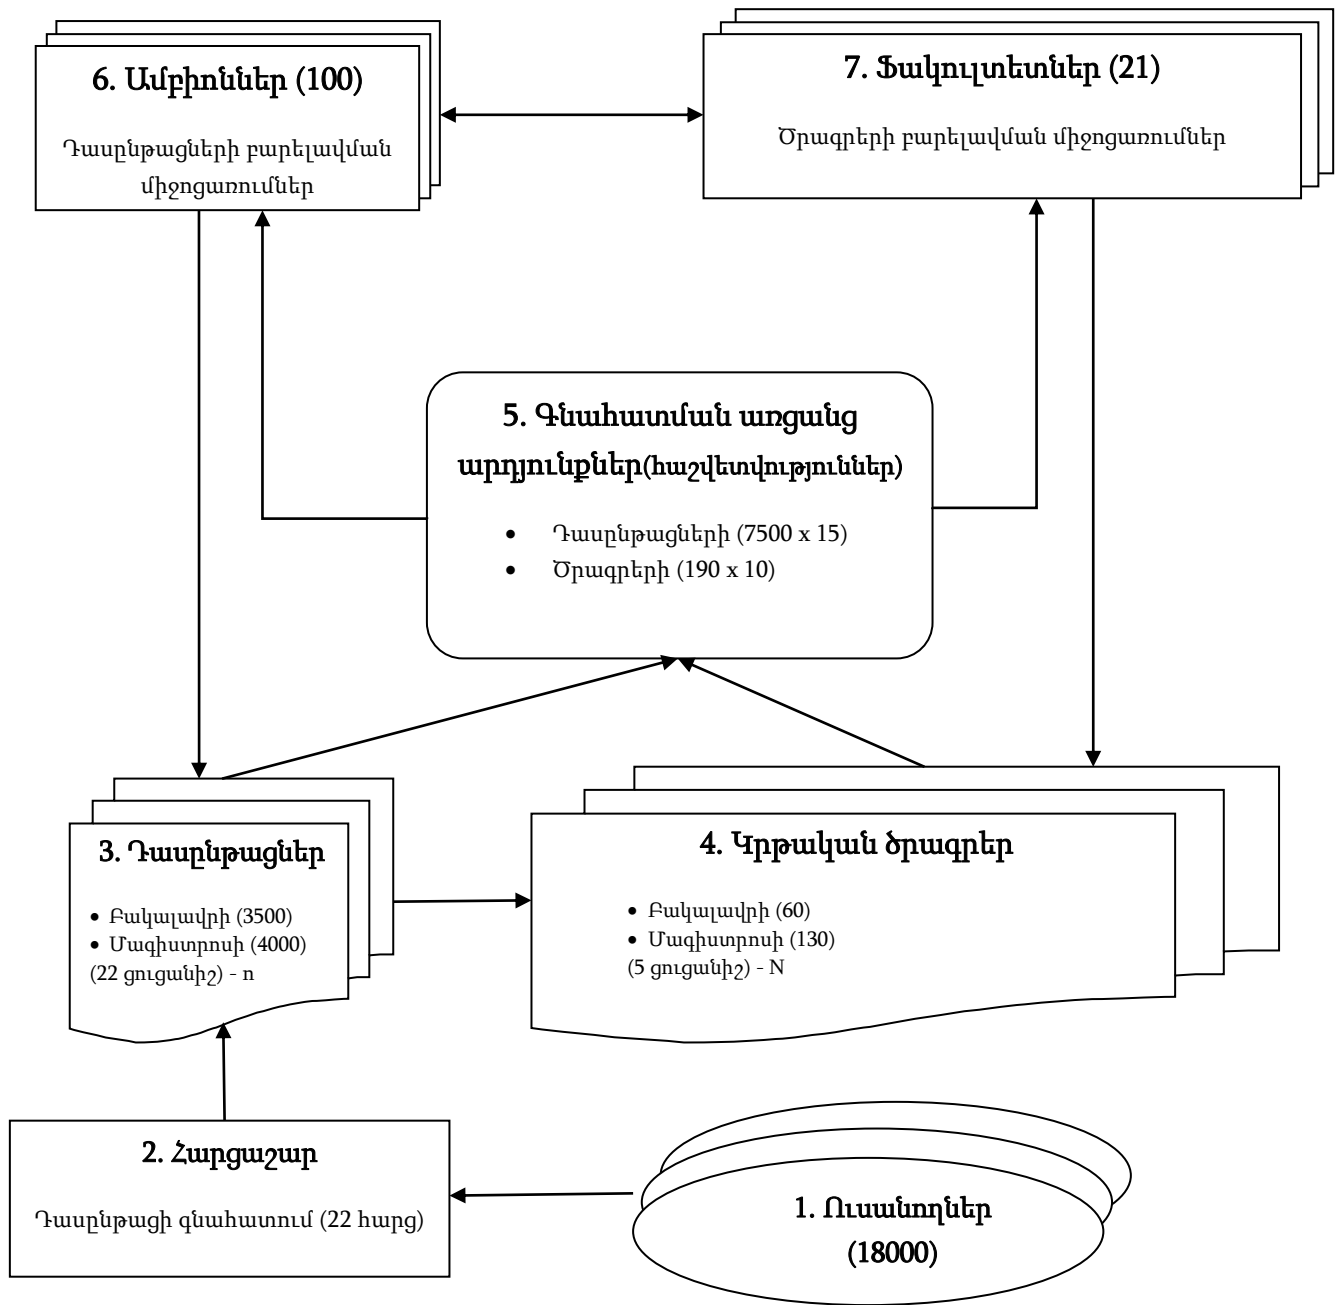 6. Ամբիոններ (100)
Դասընթացների բարելավման
միջոցառումներ
7. Ֆակուլտետներ (21)
Ծրագրերի բարելավման միջոցառումներ
5. Գնահատման առցանց
արդյունքներ(հաշվետվություններ)
• Դասընթացների (7500 x 15)
• Ծրագրերի (190 x 10)
3. Դասընթացներ
• Բակալավրի (3500)
• Մագիստրոսի (4000)
(22 ցուցանիշ) - n
4. Կրթական ծրագրեր
• Բակալավրի (60)
• Մագիստրոսի (130)
(5 ցուցանիշ) - N
2. Հարցաշար
Դասընթացի գնահատում (22 հարց)
1. Ուսանողներ
(18000)